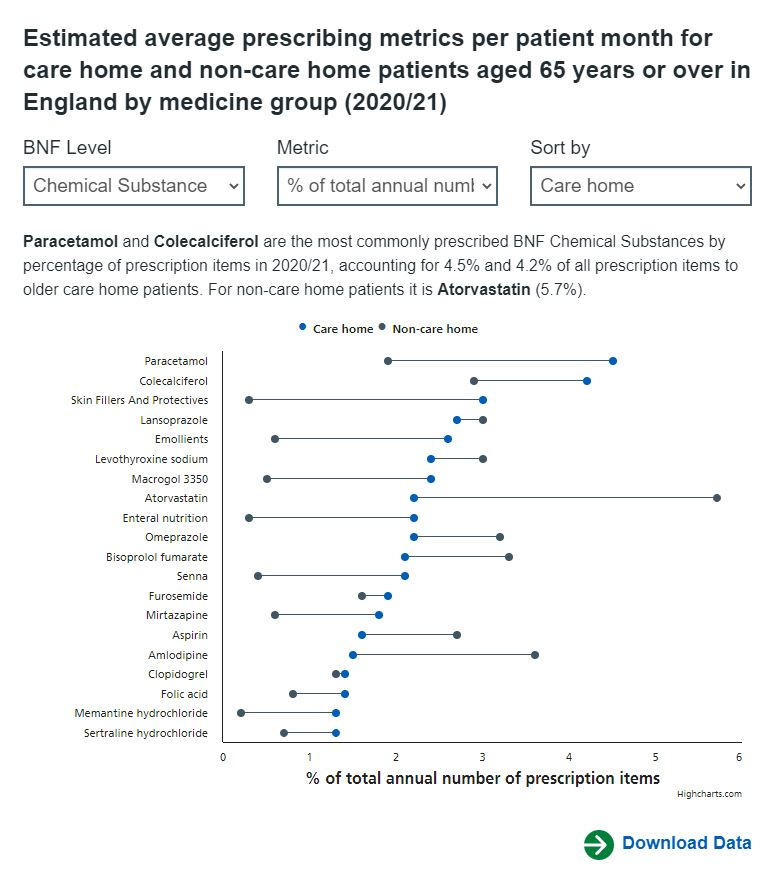 Estimated average prescribing metrics per patient month for
care home and non-care home patients aged 65 years or over in
England by medicine group (2020/21)
BNF Level
Metric
Sort by
Chemical Substance
% of total annual numl
Care home
Paracetamol and Colecalciferol are the most commonly prescribed BNF Chemical Substances by
percentage of prescription items in 2020/21, accounting for 4.5% and 4.2% of all prescription items to
older care home patients. For non-care home patients it is Atorvastatin (5.7%).
Care home
Non-care home
Paracetamol
Colecalciferol
Skin Fillers And Protectives
Lansoprazole
Emollients
Levothyroxine sodium
Macrogol 3350
Atorvastatin
Enteral nutrition
Omeprazole
Bisoprolol fumarate
Senna
Furosemide
Mirtazapine
Aspirin
Amlodipine
Clopidogrel
Folic acid
Memantine hydrochloride
Sertraline hydrochloride
0 1 2 3 4 5 6
% of total annual number of prescription items
Highcharts.com
Download Data